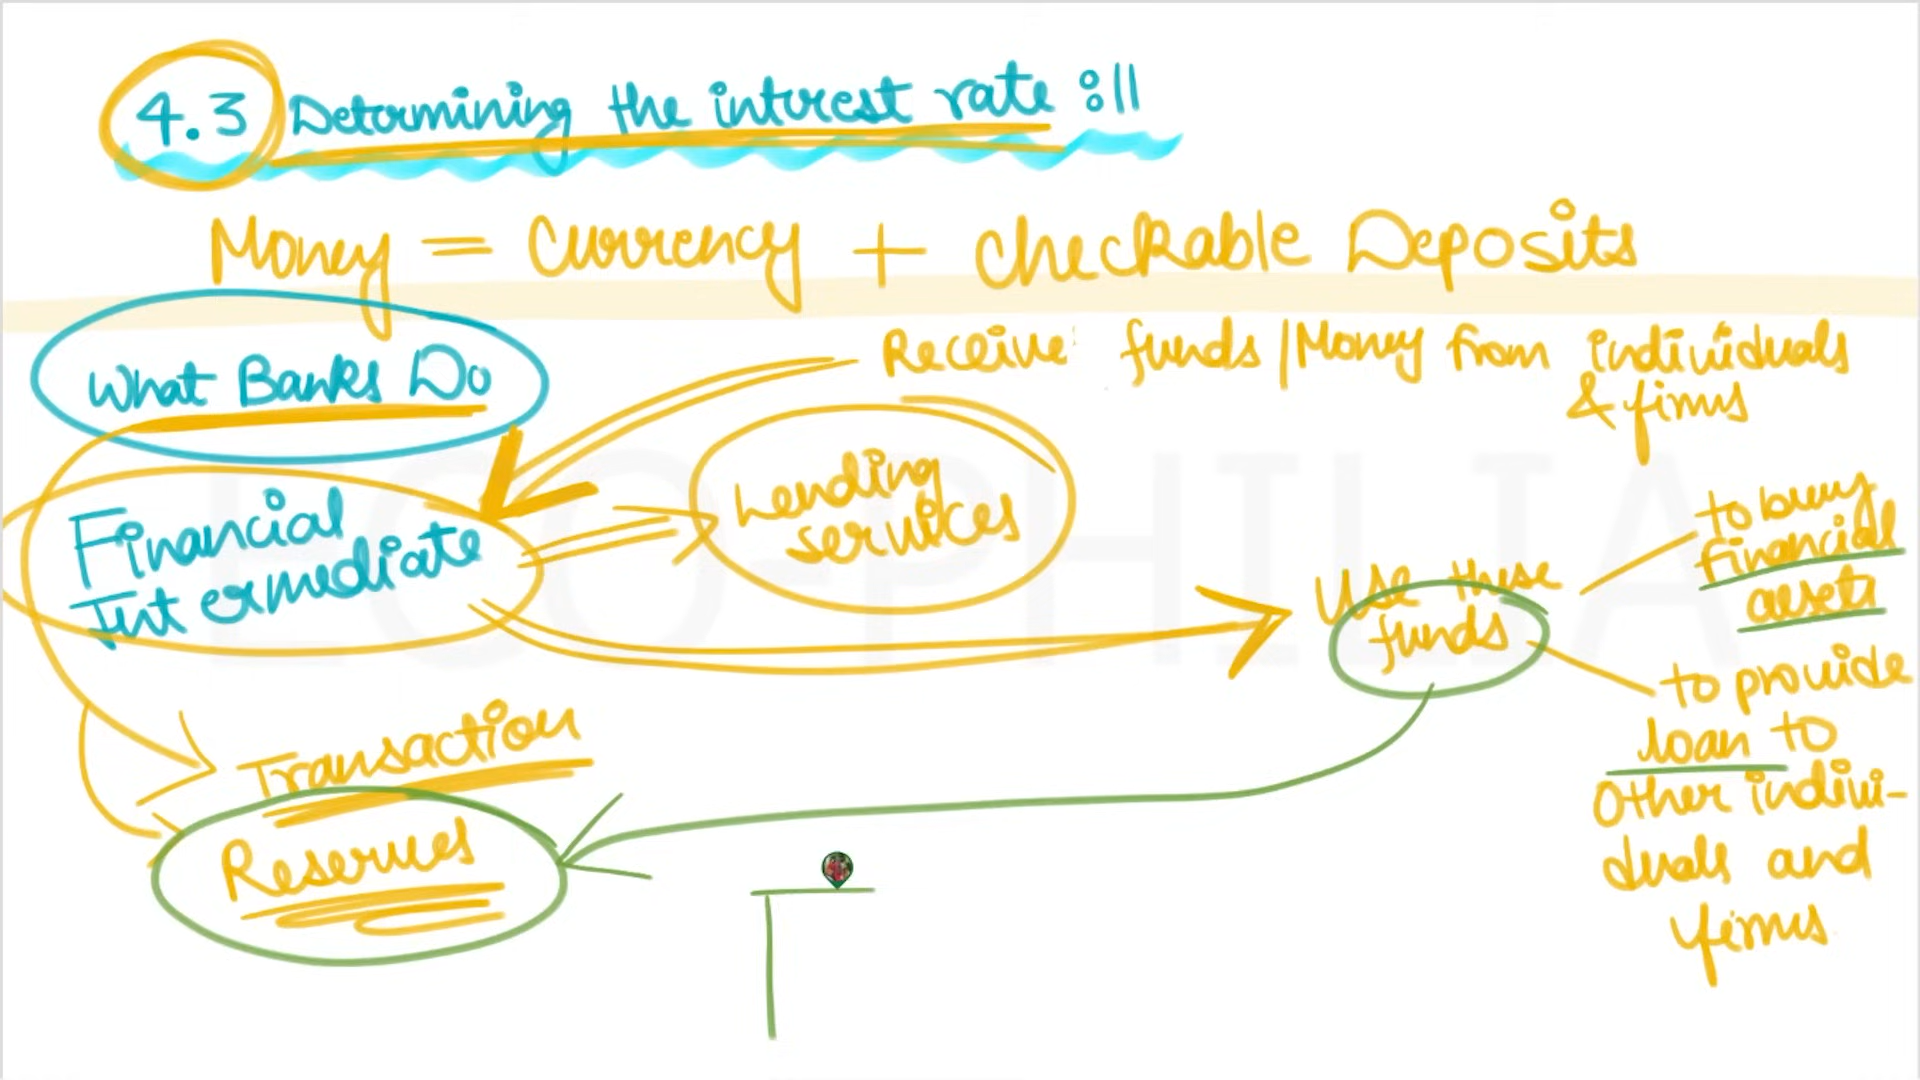 4.3 Determining the interest rate :||
Money = Currency + checkable Deposits
What Banks Do
Receive funds / Money from individuals
& firms
Lending
services
Financial
Intermediate
to buy
financial
assets
Use these
funds
to provide
loan to
other indivi-
duals and
firms
Transaction
Reserves
ECO-PHILIA